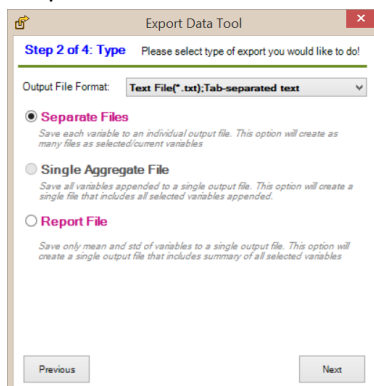 Export Data Tool
Step 2 of 4: Type Please select type of export you would like to do!
Output File Format: Text File(*.txt);Tab-separated text
Separate Files
Save each variable to an individual output file. This option will create as
many files as selected/current variables
Single Aggregate File
Save all variables appended to a single output file. This option will create a
single file that includes all selected variables appended.
Report File
Save only mean and std of variables to a single output file. This option will
create a single output file that includes summary of all selected variables
Previous Next